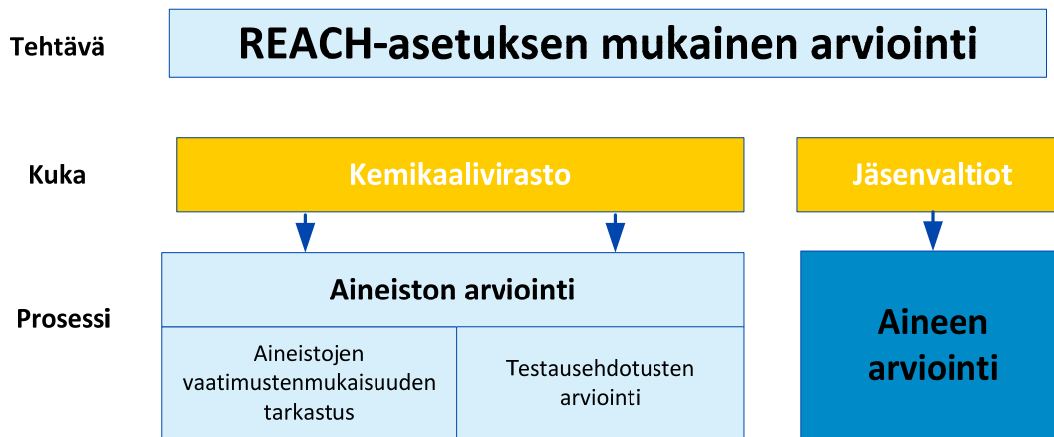 Tehtävä
REACH-asetuksen mukainen arviointi
Kuka
Kemikaalivirasto
Jäsenvaltiot
Prosessi
Aineiston arviointi
Aineistojen
vaatimustenmukaisuuden
tarkastus
Testausehdotusten
arviointi
Aineen
arviointi